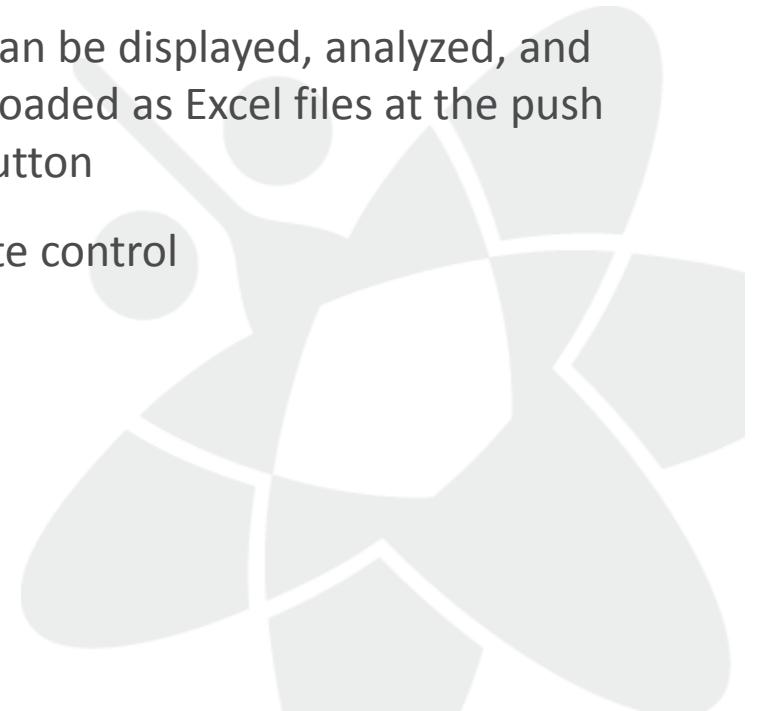 an be displayed, analyzed, and
oaded as Excel files at the push
utton
te control